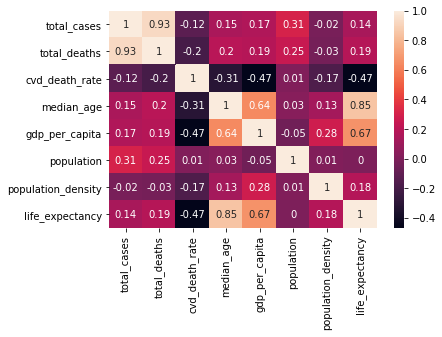 total_cases 1 0.93 -0.12 0.15 0.17 0.31 -0.02 0.14
total_deaths 0.93 1 -0.2 0.2 0.19 0.25 -0.03 0.19
cvd_death_rate -0.12 -0.2 1 -0.31 -0.47 0.01 -0.17 -0.47
median_age 0.15 0.2 -0.31 1 0.64 0.03 0.13 0.85
gdp_per_capita 0.17 0.19 -0.47 0.64 1 -0.05 0.28 0.67
population 0.31 0.25 0.01 0.03 -0.05 1 0.01 0
population_density -0.02 -0.03 -0.17 0.13 0.28 0.01 1 0.18
life_expectancy 0.14 0.19 -0.47 0.85 0.67 0 0.18 1
total_cases
total_deaths
cvd_death_rate
median_age
gdp_per_capita
population
population_density
life_expectancy
1.0
0.8
0.6
0.4
0.2
0.0
−0.2
−0.4